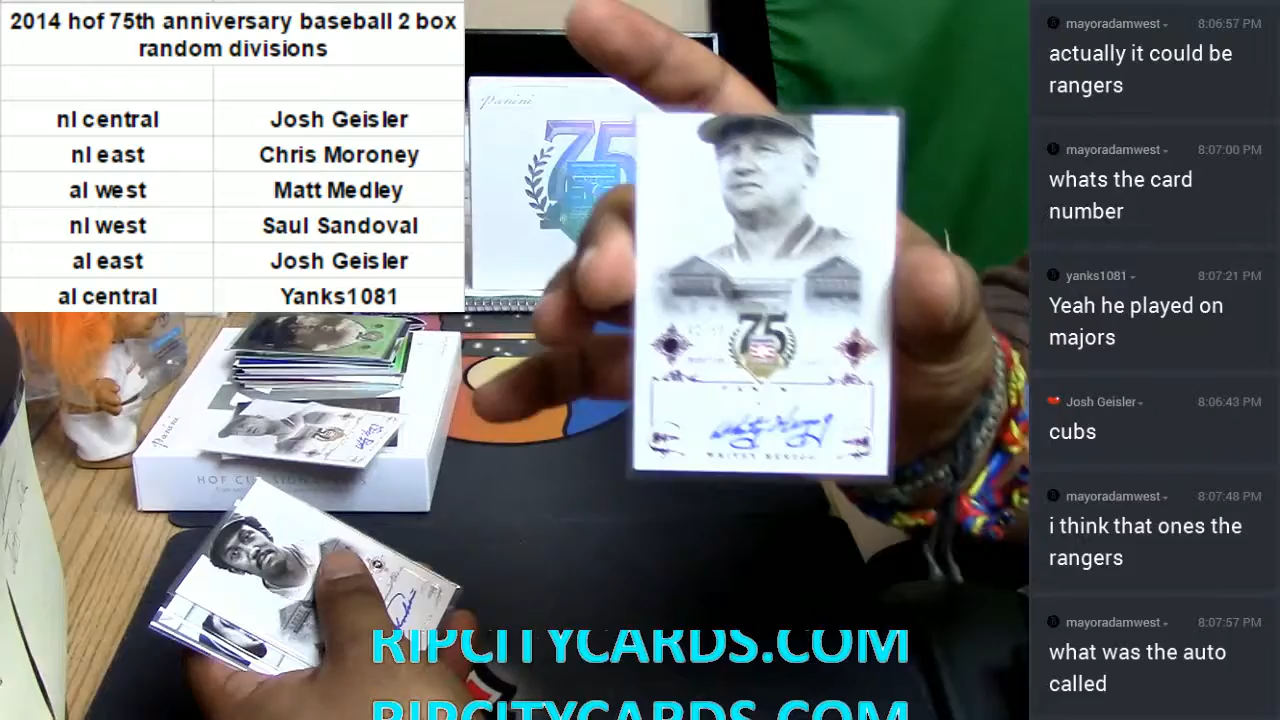 2014 hof 75th anniversary baseball 2 box
random divisions
nl central Josh Geisler
nl east Chris Moroney
al west Matt Medley
nl west Saul Sandoval
al east Josh Geisler
al central Yanks1081
panini
75
75
panini
HOF CUT SIGNATURES
RIPCITYCARDS.COM
RIPCITYCARDS.COM
mayoradamwest 8:06:57 PM
actually it could be
rangers
mayoradamwest 8:07:00 PM
whats the card
number
yanks1081 8:07:21 PM
Yeah he played on
majors
Josh Geisler 8:06:43 PM
cubs
mayoradamwest 8:07:48 PM
i think that ones the
rangers
mayoradamwest 8:07:57 PM
what was the auto
called